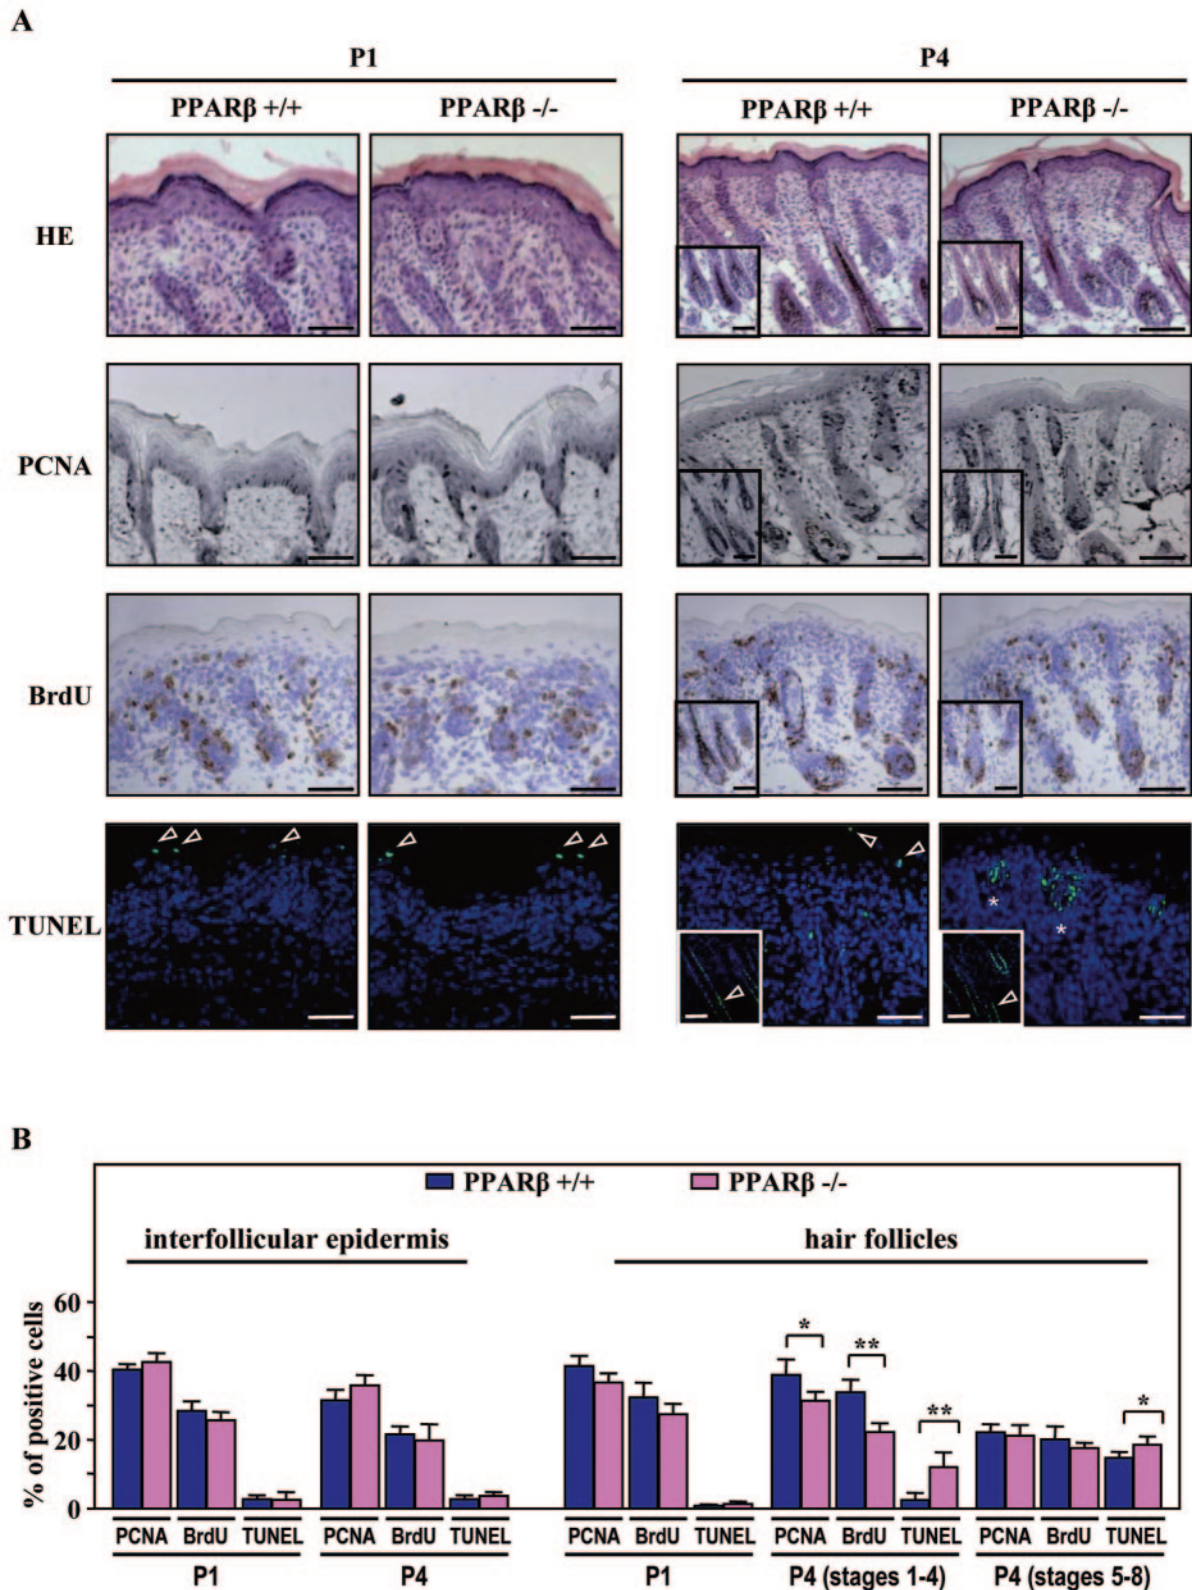 A
P1 P4
PPARβ +/+ PPARβ -/- PPARβ +/+ PPARβ -/-
HE
PCNA
BrdU
TUNEL
* *
B
PPARβ +/+ PPARβ -/-
interfollicular epidermis hair follicles
% of positive cells
60
40
20
0
* ** ** *
PCNA BrdU TUNEL PCNA BrdU TUNEL PCNA BrdU TUNEL PCNA BrdU TUNEL PCNA BrdU TUNEL
P1 P4 P1 P4 (stages 1-4) P4 (stages 5-8)